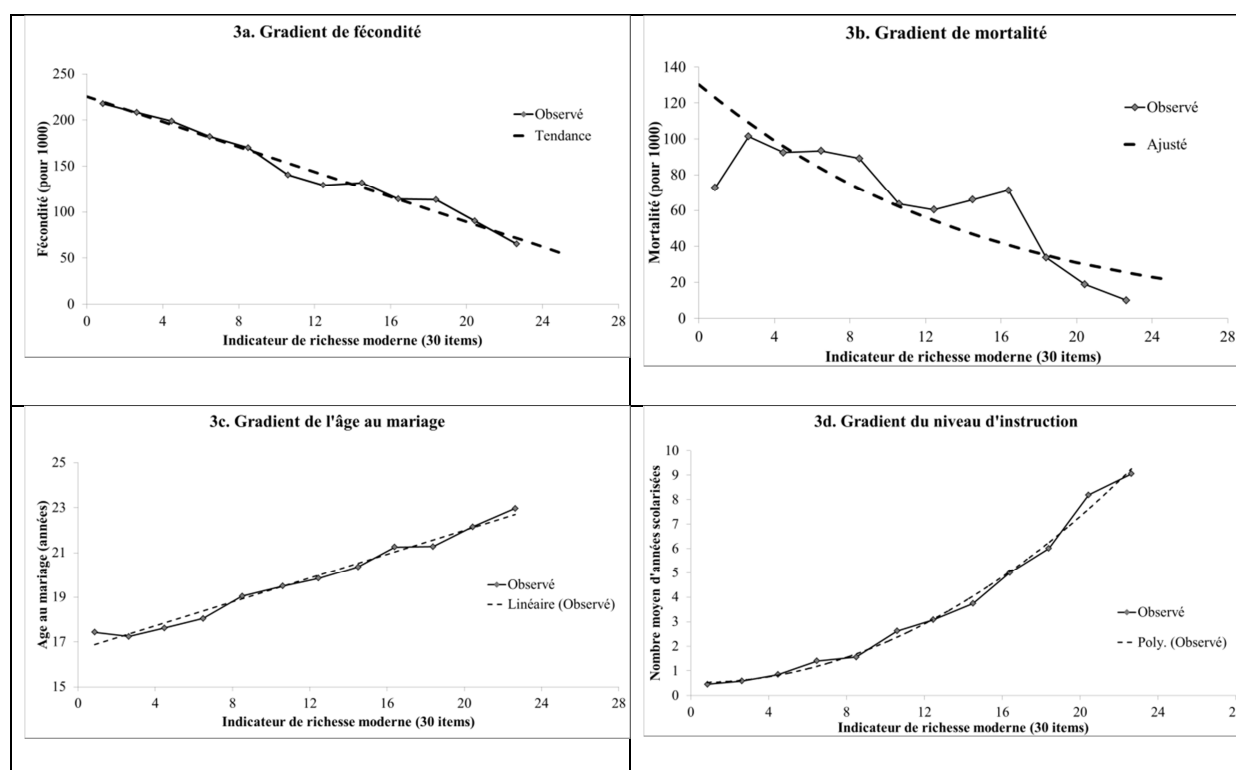 3a. Gradient de fécondité
250
200
150
100
50
0
Fécondité (pour 1000)
Observé
Tendance
0 4 8 12 16 20 24 28
Indicateur de richesse moderne (30 items)
3b. Gradient de mortalité
140
120
100
80
60
40
20
0
Mortalité (pour 1000)
Observé
Ajusté
0 4 8 12 16 20 24 28
Indicateur de richesse moderne (30 items)
3c. Gradient de l'âge au mariage
25
23
21
19
17
15
Age au mariage (années)
Observé
Linéaire (Observé)
0 4 8 12 16 20 24 28
Indicateur de richesse moderne (30 items)
3d. Gradient du niveau d'instruction
10
9
8
7
6
5
4
3
2
1
0
Nombre moyen d'années scolarisées
Observé
Poly. (Observé)
0 4 8 12 16 20 24 28
Indicateur de richesse moderne (30 items)